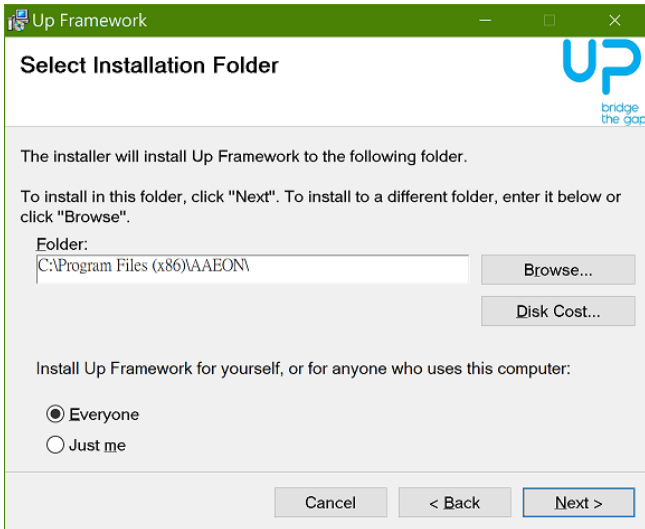 Up Framework
Select Installation Folder
UP
bridge
the gap
The installer will install Up Framework to the following folder.
To install in this folder, click "Next". To install to a different folder, enter it below or
click "Browse".
Folder:
C:\Program Files (x86)\AAEON\
Browse...
Disk Cost...
Install Up Framework for yourself, or for anyone who uses this computer:
Everyone
Just me
Cancel
< Back
Next >